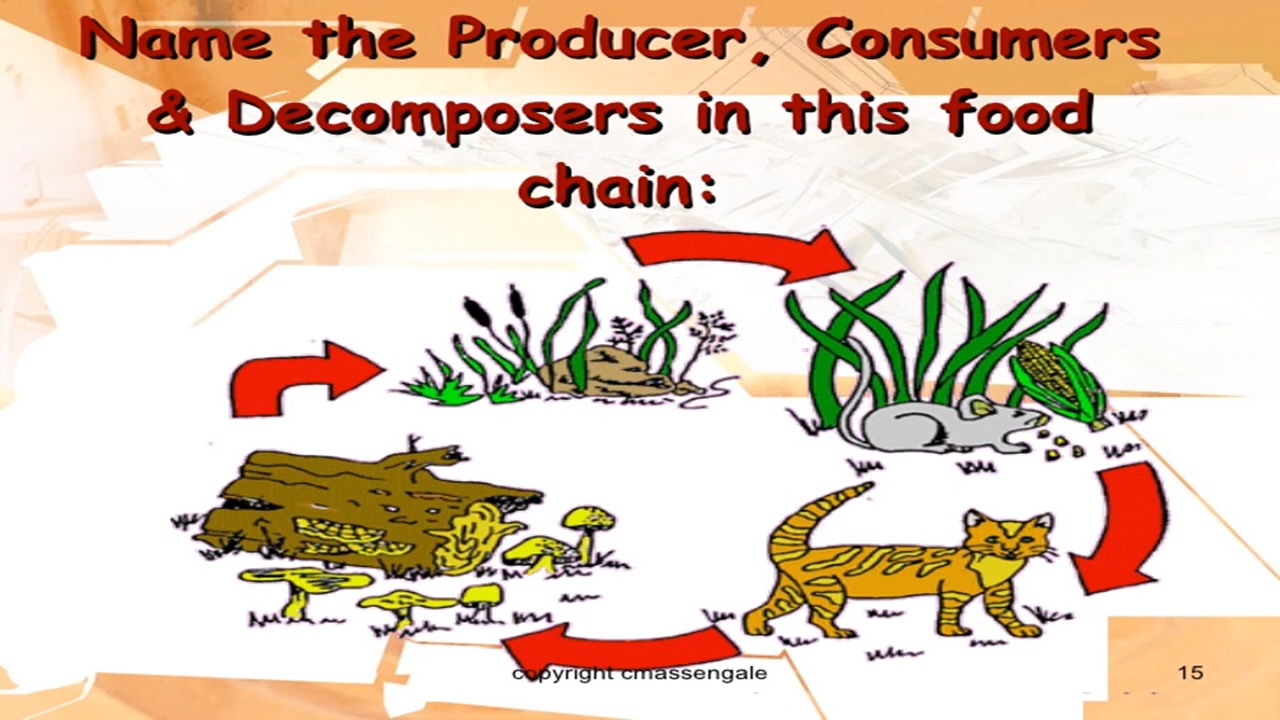 Name the Producer, Consumers
& Decomposers in this food
chain:
copyright cmassengale
15